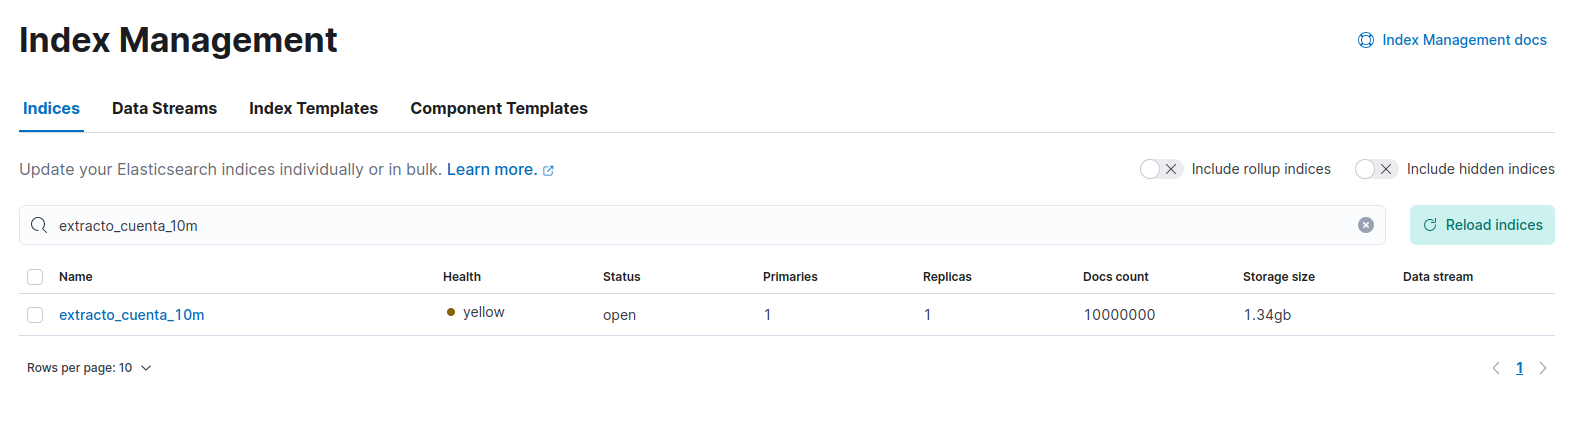 Index Management
Index Management docs
Indices Data Streams Index Templates Component Templates
Update your Elasticsearch indices individually or in bulk. Learn more.
Include rollup indices Include hidden indices
extracto_cuenta_10m
Reload indices
Name Health Status Primaries Replicas Docs count Storage size Data stream
extracto_cuenta_10m yellow open 1 1 10000000 1.34gb
Rows per page: 10
1